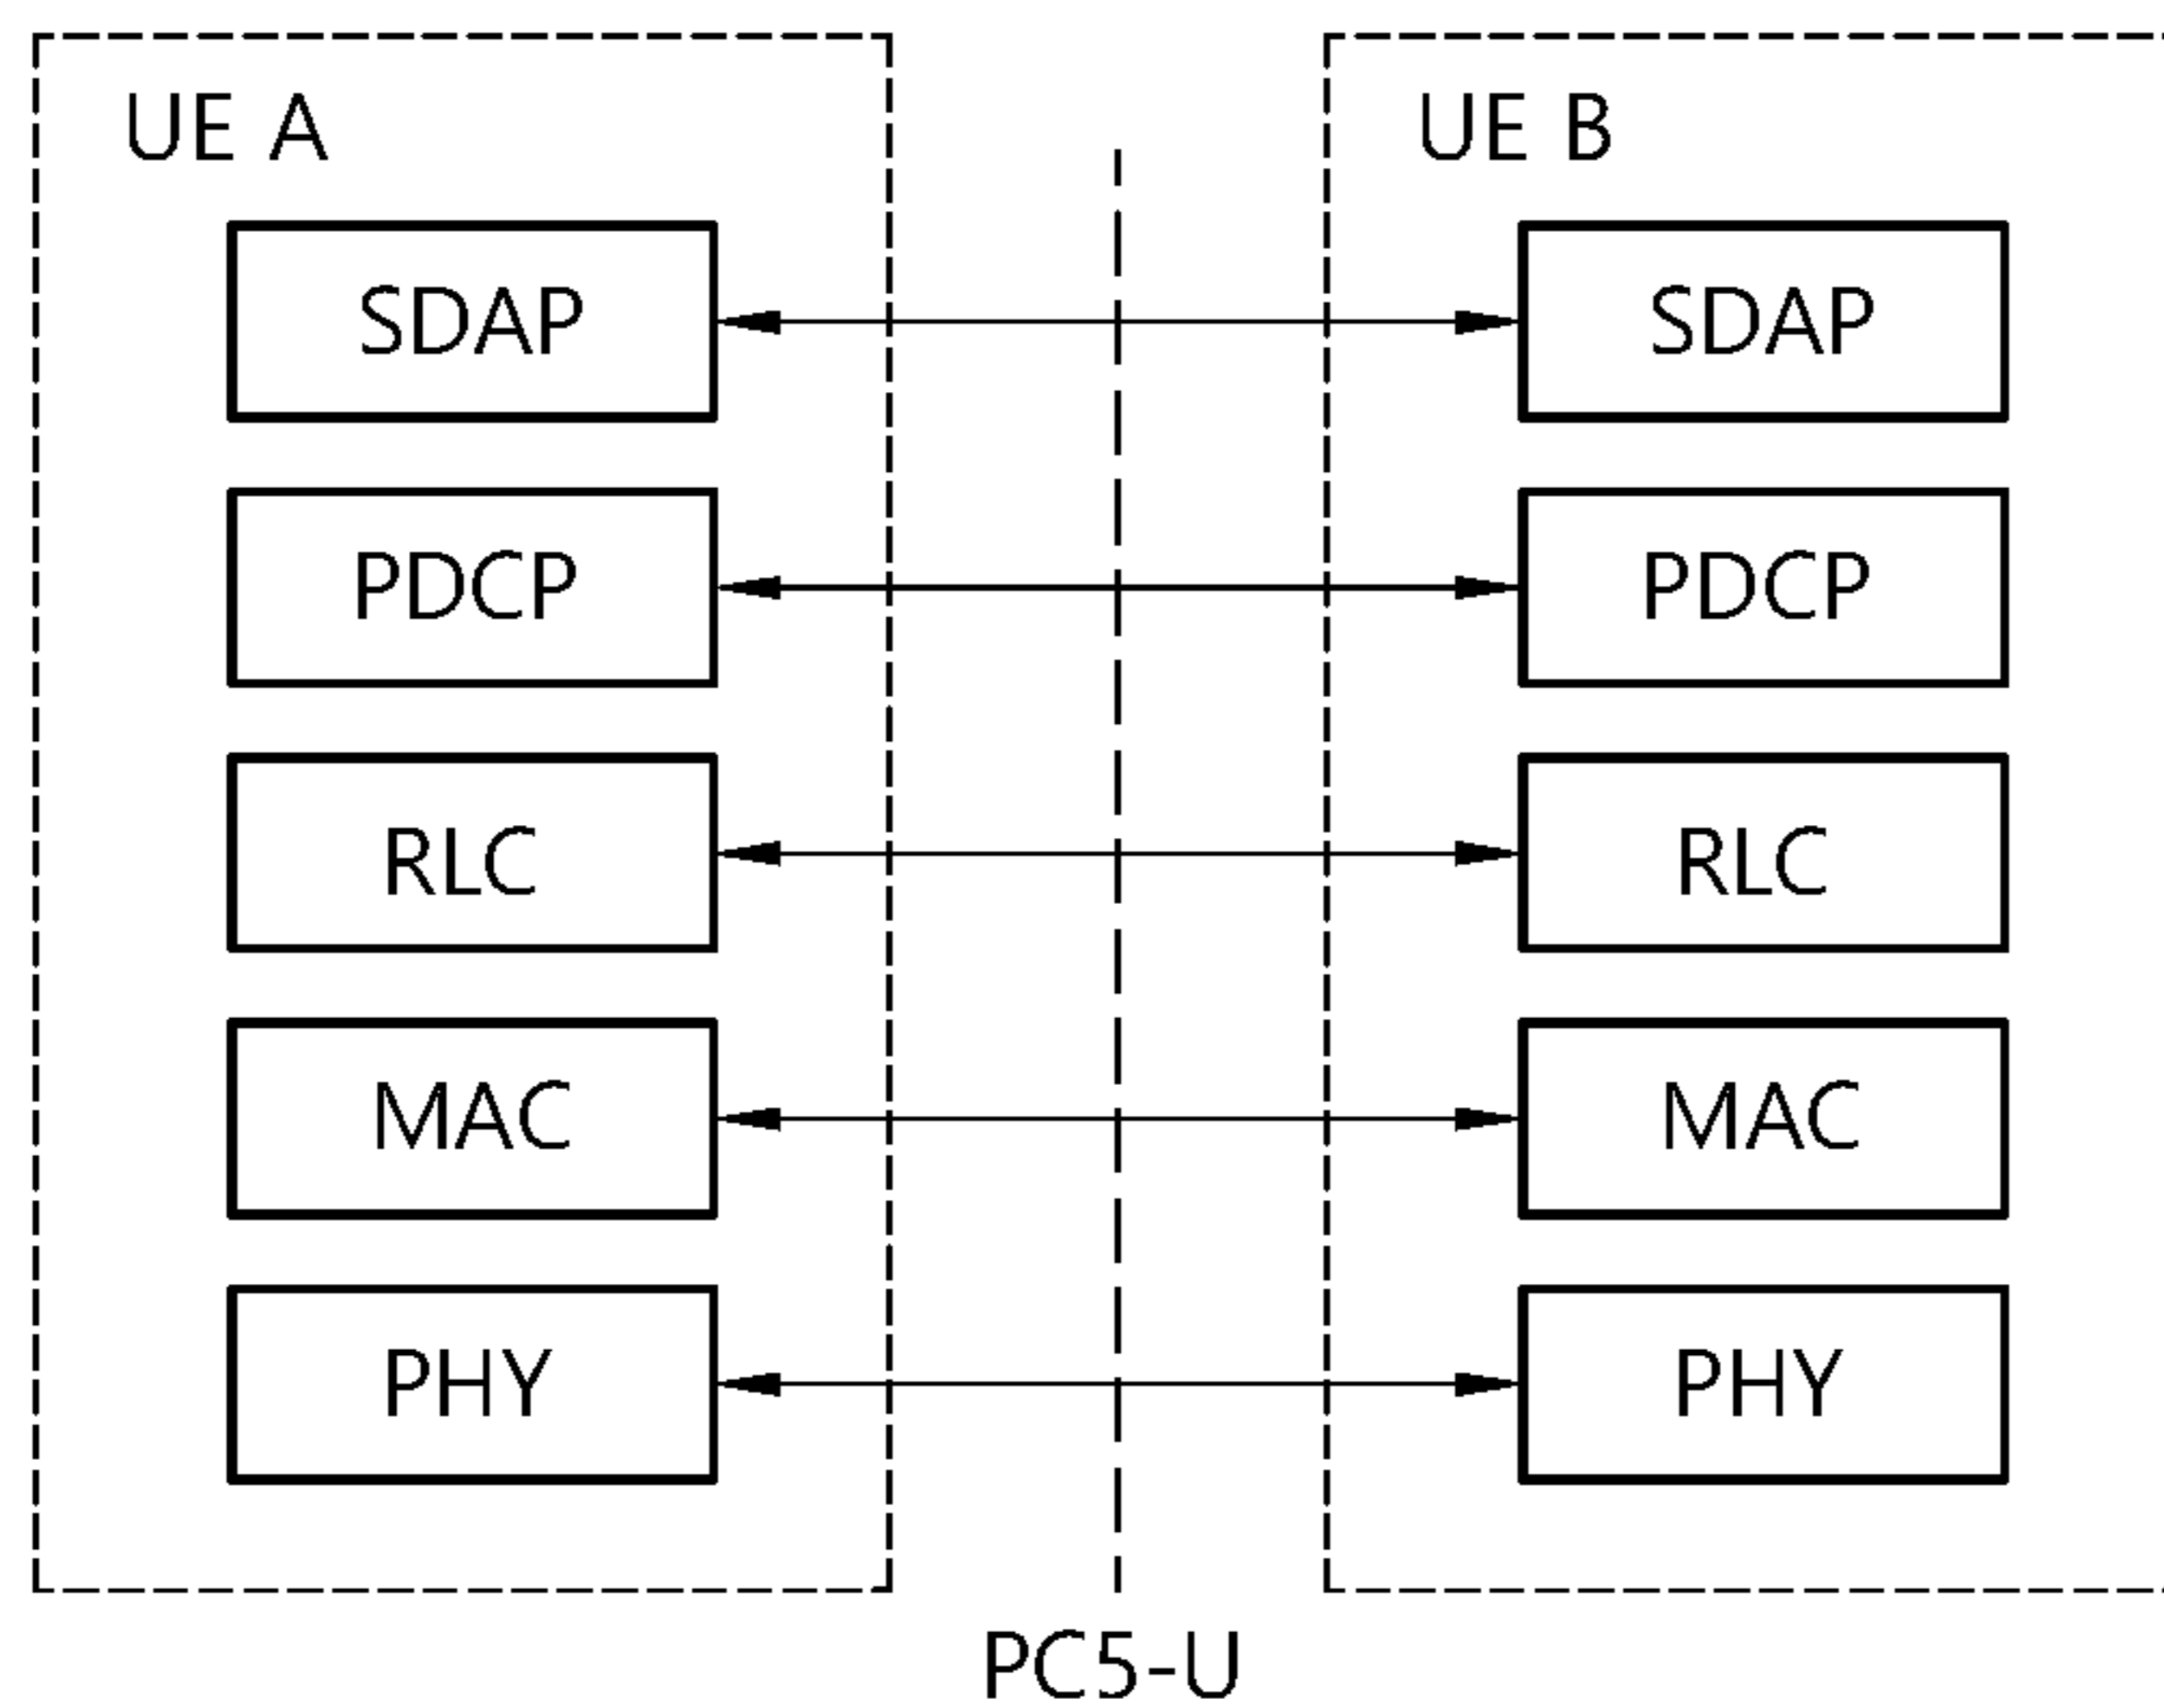 UE A
UE B
SDAP
SDAP
PDCP
PDCP
RLC
RLC
MAC
MAC
PHY
PHY
PC5-U